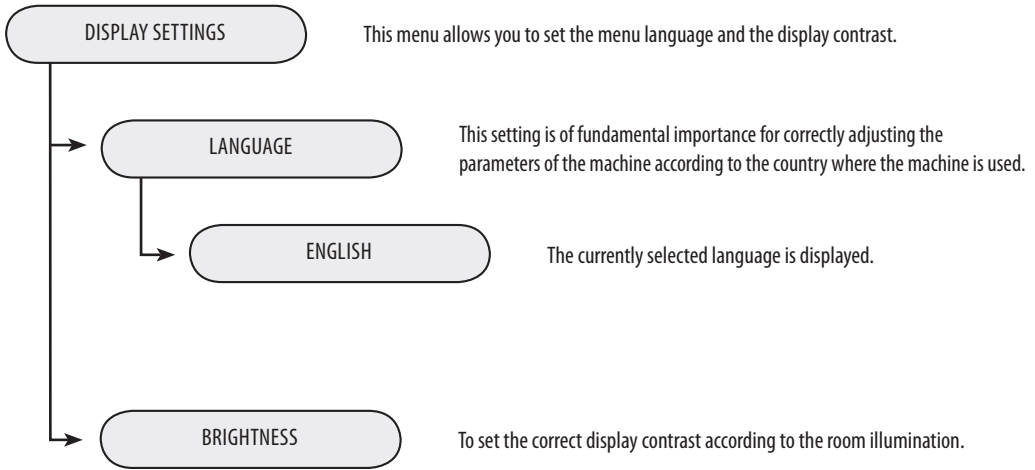 DISPLAY SETTINGS
This menu allows you to set the menu language and the display contrast.
LANGUAGE
This setting is of fundamental importance for correctly adjusting the
parameters of the machine according to the country where the machine is used.
ENGLISH
The currently selected language is displayed.
BRIGHTNESS
To set the correct display contrast according to the room illumination.